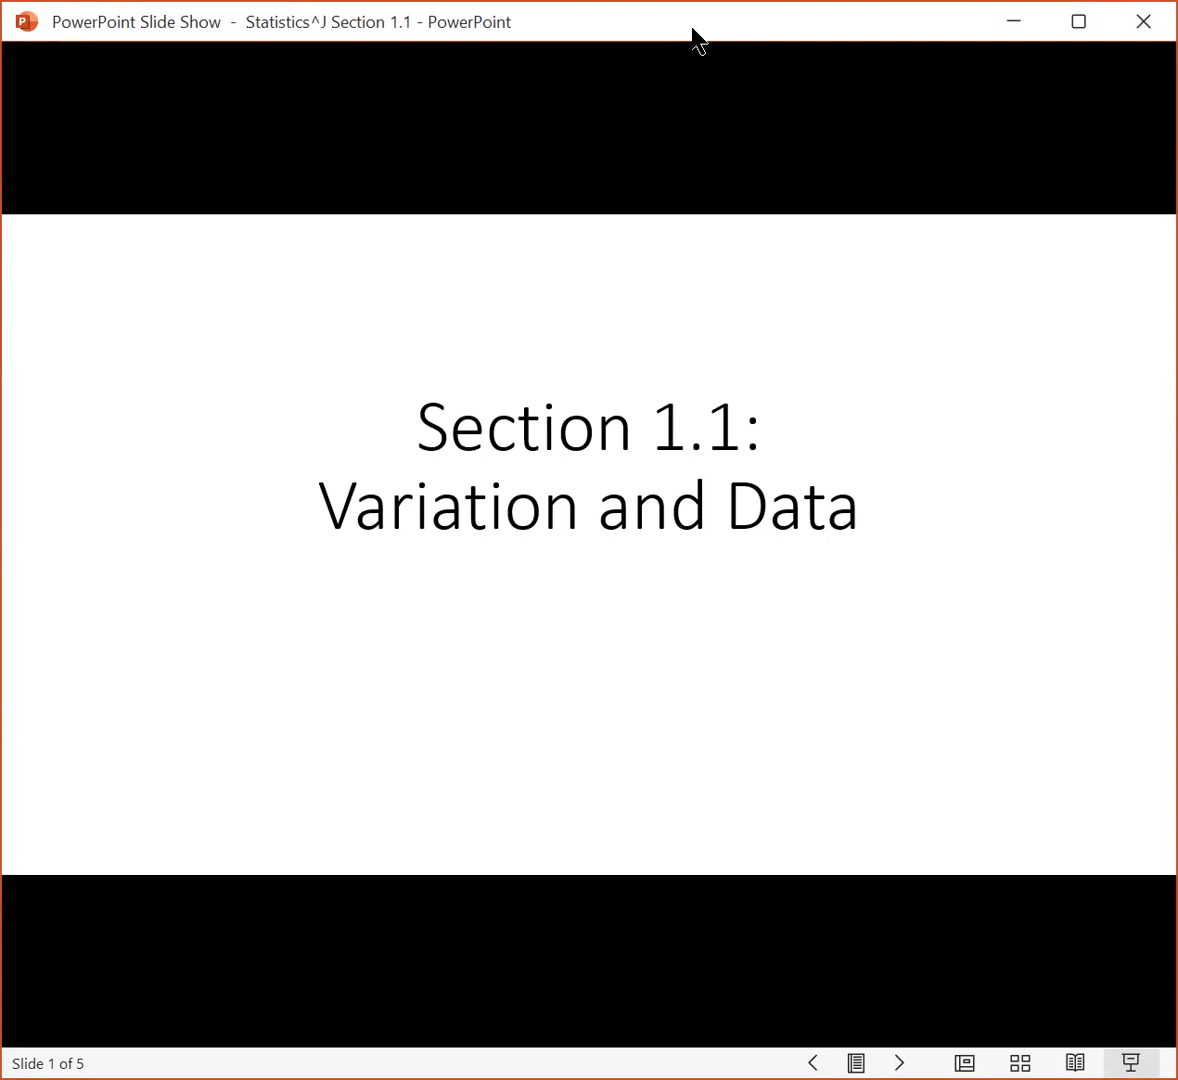 PowerPoint Slide Show - Statistics^J Section 1.1 - PowerPoint
Section 1.1:
Variation and Data
Slide 1 of 5